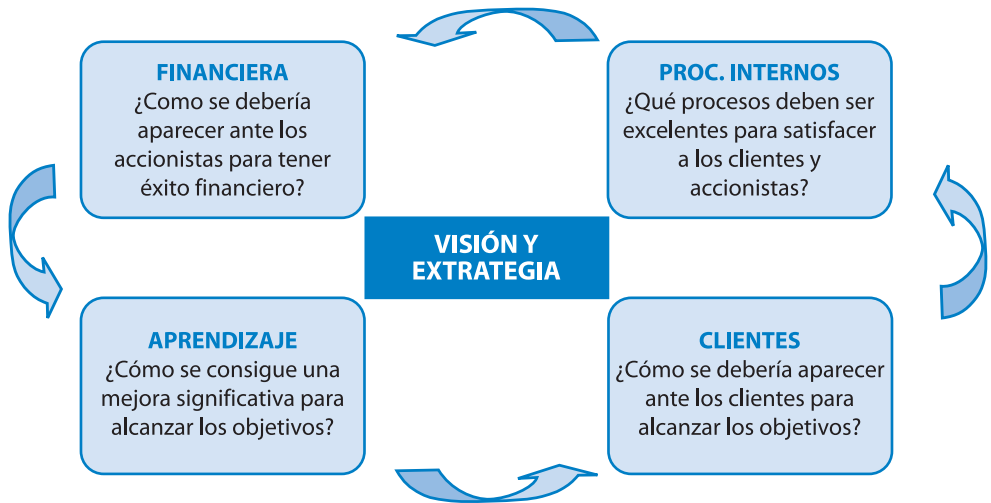 FINANCIERA
¿Como se debería
aparecer ante los
accionistas para tener
éxito financiero?
PROC. INTERNOS
¿Qué procesos deben ser
excelentes para satisfacer
a los clientes y
accionistas?
VISIÓN Y
EXTRATEGIA
APRENDIZAJE
¿Cómo se consigue una
mejora significativa para
alcanzar los objetivos?
CLIENTES
¿Cómo se debería aparecer
ante los clientes para
alcanzar los objetivos?